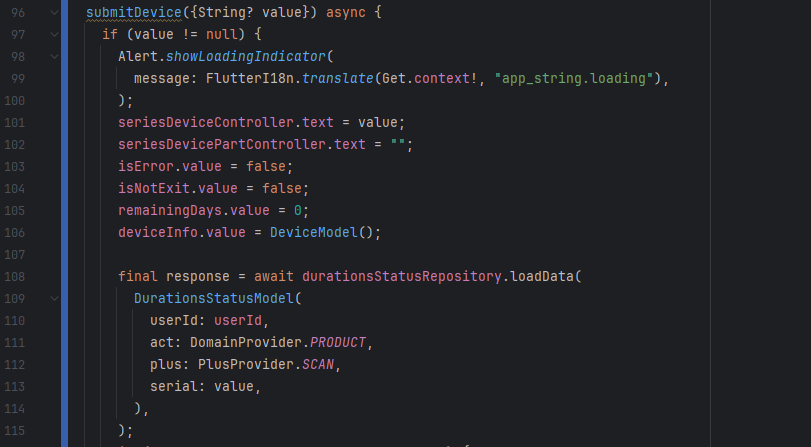 96 submitDevice({String? value}) async {
97 if (value != null) {
98 Alert.showLoadingIndicator(
99 message: FlutterI18n.translate(Get.context!, "app_string.loading"),
100 );
101 seriesDeviceController.text = value;
102 seriesDevicePartController.text = "";
103 isError.value = false;
104 isNotExit.value = false;
105 remainingDays.value = 0;
106 deviceInfo.value = DeviceModel();
107
108 final response = await durationsStatusRepository.loadData(
109 DurationsStatusModel(
110 userId: userId,
111 act: DomainProvider.PRODUCT,
112 plus: PlusProvider.SCAN,
113 serial: value,
114 ),
115 );